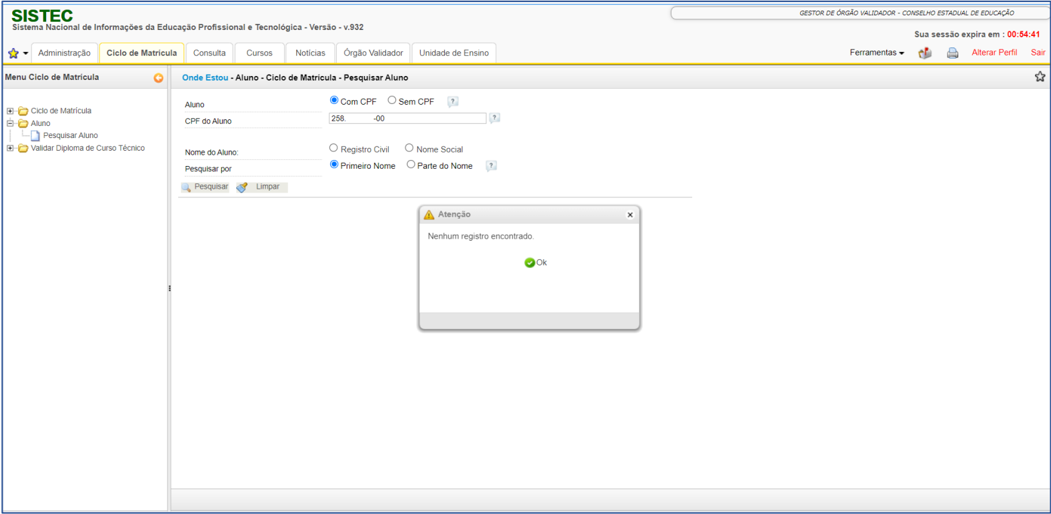 SISTEC
Sistema Nacional de Informações da Educação Profissional e Tecnológica - Versão - v.932
GESTOR DE ÓRGÃO VALIDADOR - CONSELHO ESTADUAL DE EDUCAÇÃO
Sua sessão expira em : 00:54:41
Administração Ciclo de Matricula Consulta Cursos Notícias Órgão Validador Unidade de Ensino Ferramentas Alterar Perfil Sair
Menu Ciclo de Matricula
Onde Estou - Aluno - Ciclo de Matricula - Pesquisar Aluno
Ciclo de Matrícula
Aluno
Pesquisar Aluno
Validar Diploma de Curso Técnico
Aluno Com CPF Sem CPF ?
CPF do Aluno 258. -00 ?
Nome do Aluno: Registro Civil Nome Social
Pesquisar por Primeiro Nome Parte do Nome ?
Pesquisar Limpar
Atenção x
Nenhum registro encontrado.
Ok